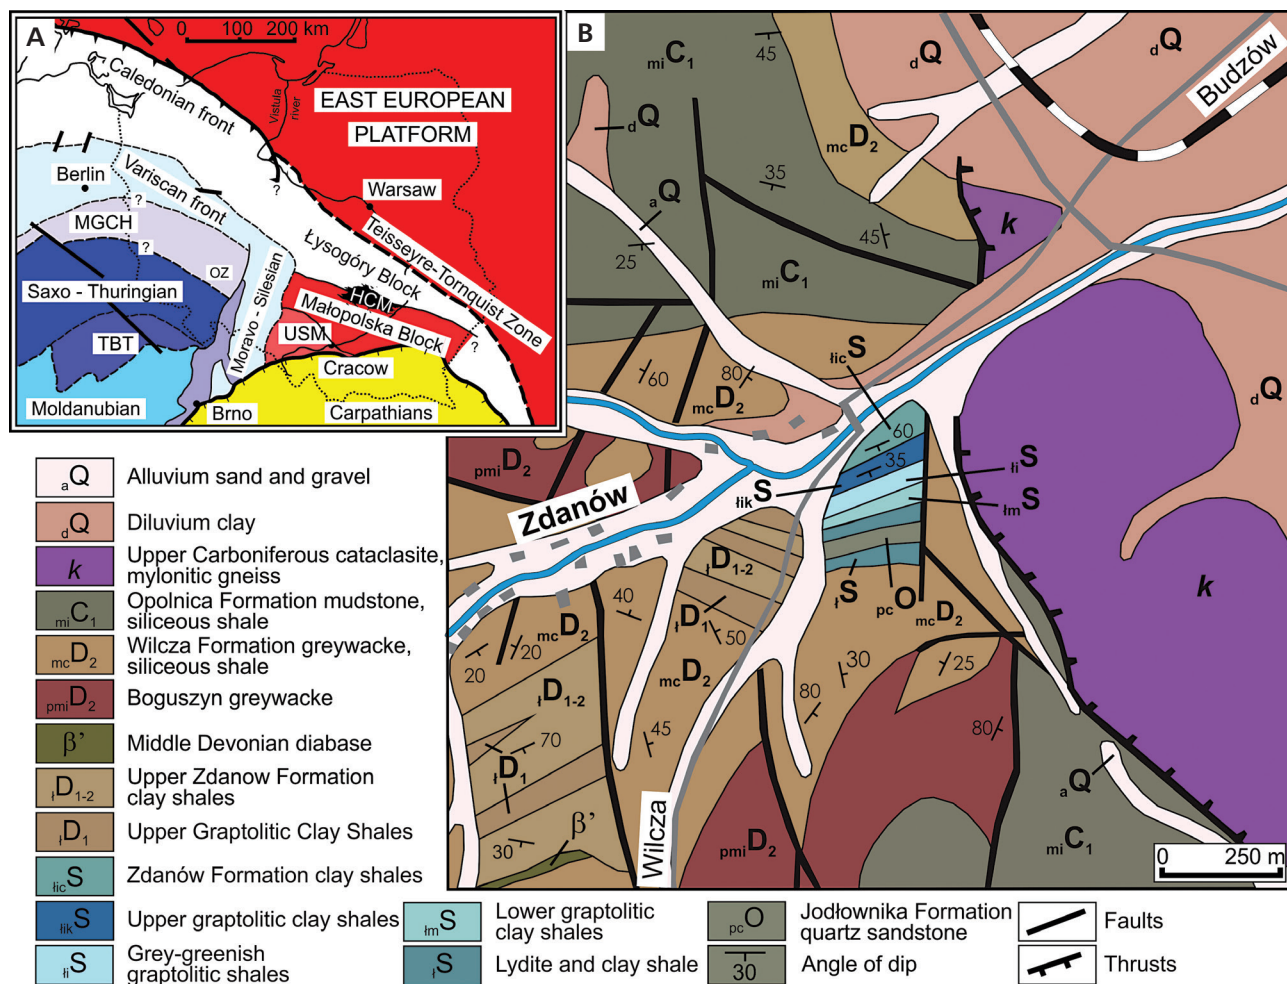 A
0 100 200 km
Caledonian front
Vistula
river
EAST EUROPEAN
PLATFORM
?
Berlin
Variscan front
Warsaw
MGCH
?
?
OZ
Łysogóry Block
Teisseyre-Tornquist Zone
Saxo - Thuringian
Moravo - Silesian
HCM
Małopolska Block
USM
?
TBT
Cracow
Moldanubian
Brno
Carpathians
B
miC1
45
dQ
dQ
Budzów
dQ
mcD2
35
aQ
k
25
45
miC1
60
80
mcD2
łicS
dQ
60
35
łiS
pmiD2
łikS
łmS
Zdanów
łD1-2
łS
pcO
mcD2
k
40
mcD2
łD1
50
20
20
mcD2
30
25
łD1-2
80
45
70
80
łD1
aQ
β’
30
Wilcza
pmiD2
miC1
0 250 m
aQ Alluvium sand and gravel
dQ Diluvium clay
k Upper Carboniferous cataclasite,
mylonitic gneiss
miC1 Opolnica Formation mudstone,
siliceous shale
mcD2 Wilcza Formation greywacke,
siliceous shale
pmiD2 Boguszyn greywacke
β’ Middle Devonian diabase
łD1-2 Upper Zdanow Formation
clay shales
łD1 Upper Graptolitic Clay Shales
łicS Zdanów Formation clay shales
łikS Upper graptolitic clay shales
łiS Grey-greenish
graptolitic shales
łmS Lower graptolitic
clay shales
łS Lydite and clay shale
pcO Jodłownika Formation
quartz sandstone
30 Angle of dip
Faults
Thrusts